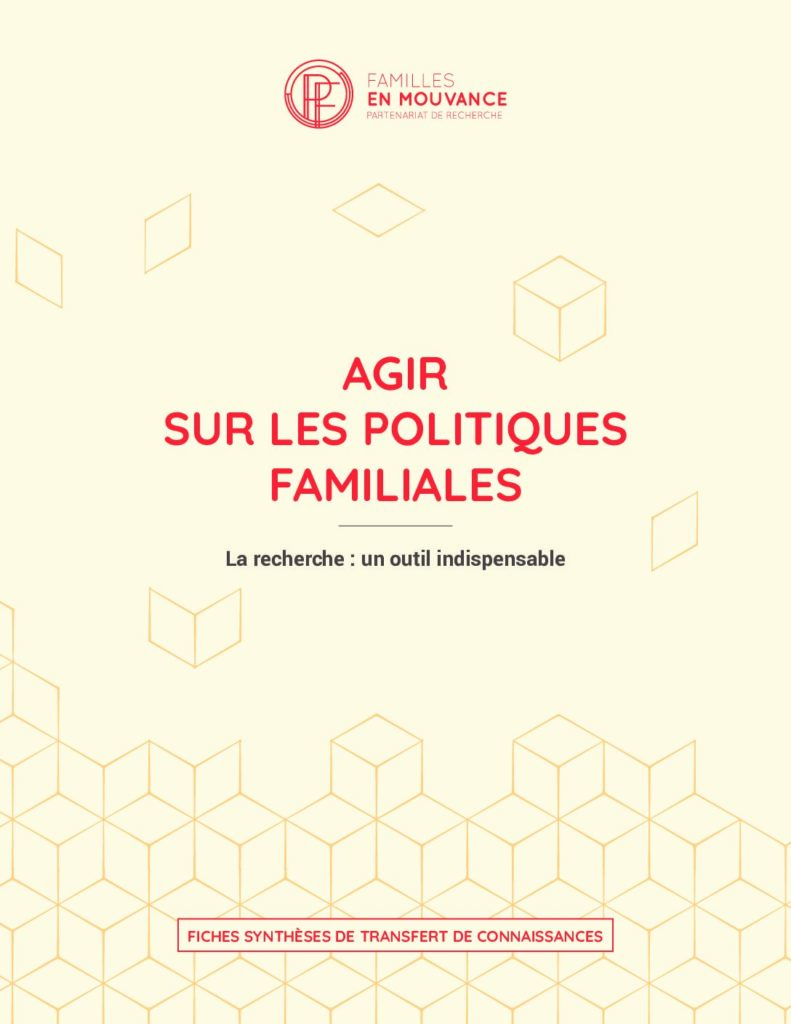 FAMILLES
EN MOUVANCE
PARTENARIAT DE RECHERCHE
AGIR
SUR LES POLITIQUES
FAMILIALES
La recherche : un outil indispensable
FICHES SYNTHÈSES DE TRANSFERT DE CONNAISSANCES